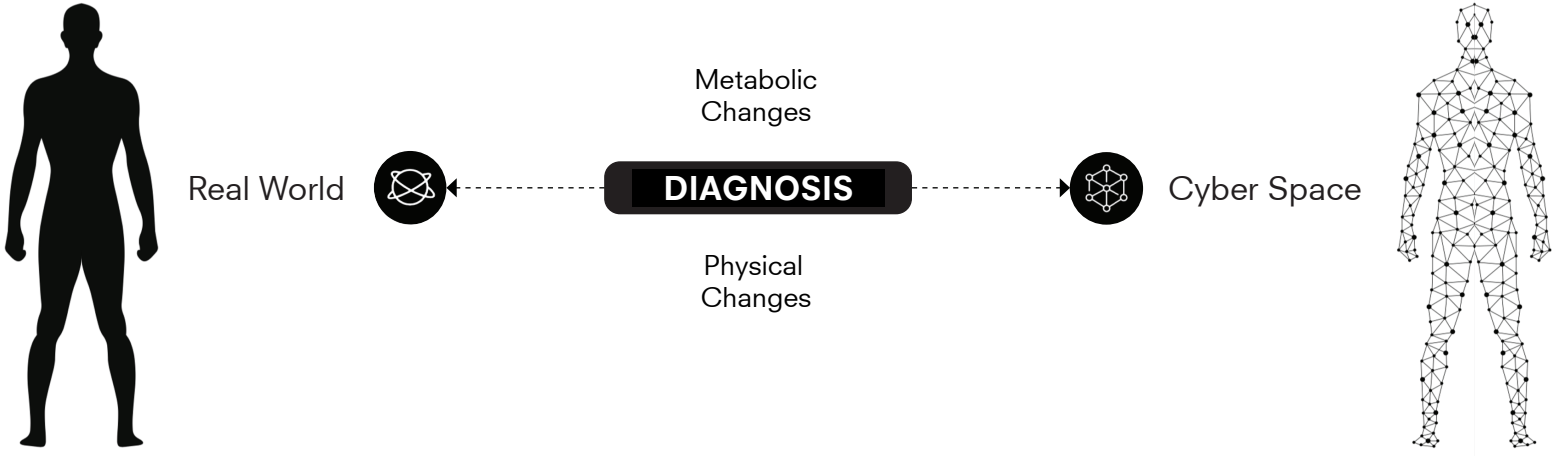 Metabolic
Changes
Real World
DIAGNOSIS
Cyber Space
Physical
Changes